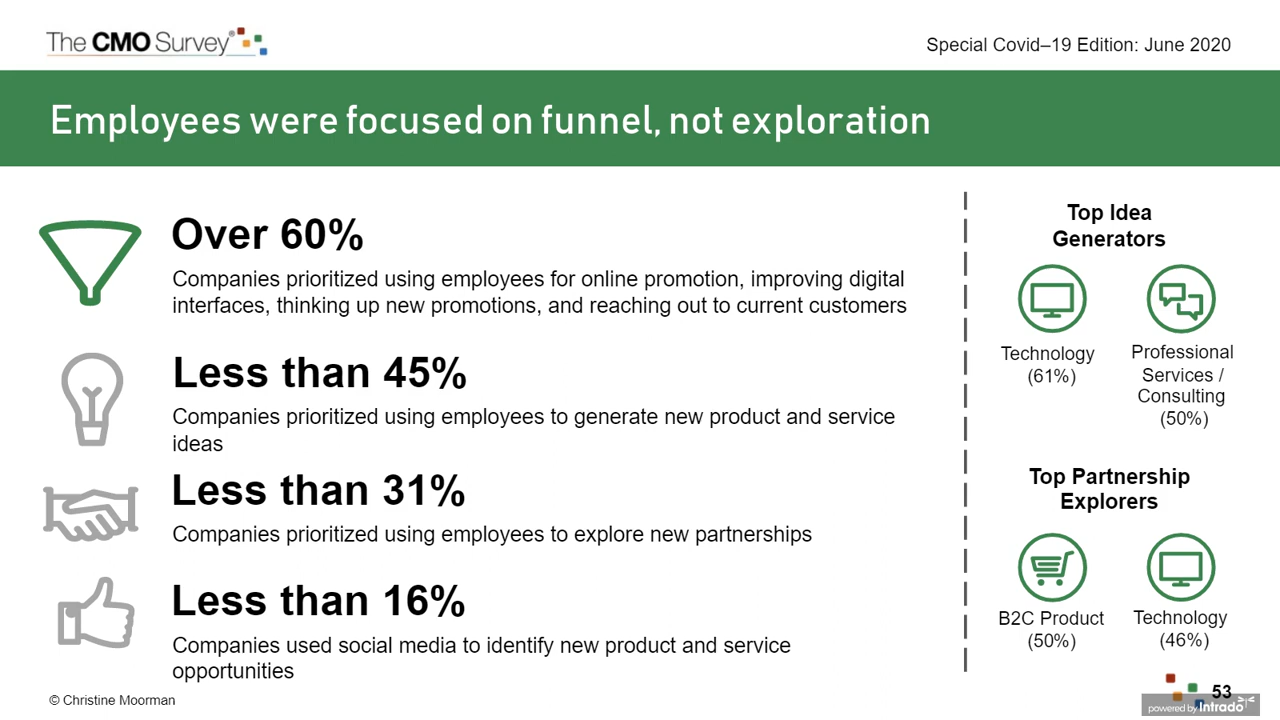 The CMO Survey®
Special Covid–19 Edition: June 2020
Employees were focused on funnel, not exploration
Over 60%
Companies prioritized using employees for online promotion, improving digital
interfaces, thinking up new promotions, and reaching out to current customers
Less than 45%
Companies prioritized using employees to generate new product and service
ideas
Less than 31%
Companies prioritized using employees to explore new partnerships
Less than 16%
Companies used social media to identify new product and service
opportunities
Top Idea
Generators
Technology
(61%)
Professional
Services /
Consulting
(50%)
Top Partnership
Explorers
B2C Product
(50%)
Technology
(46%)
© Christine Moorman
53
powered by Intrado